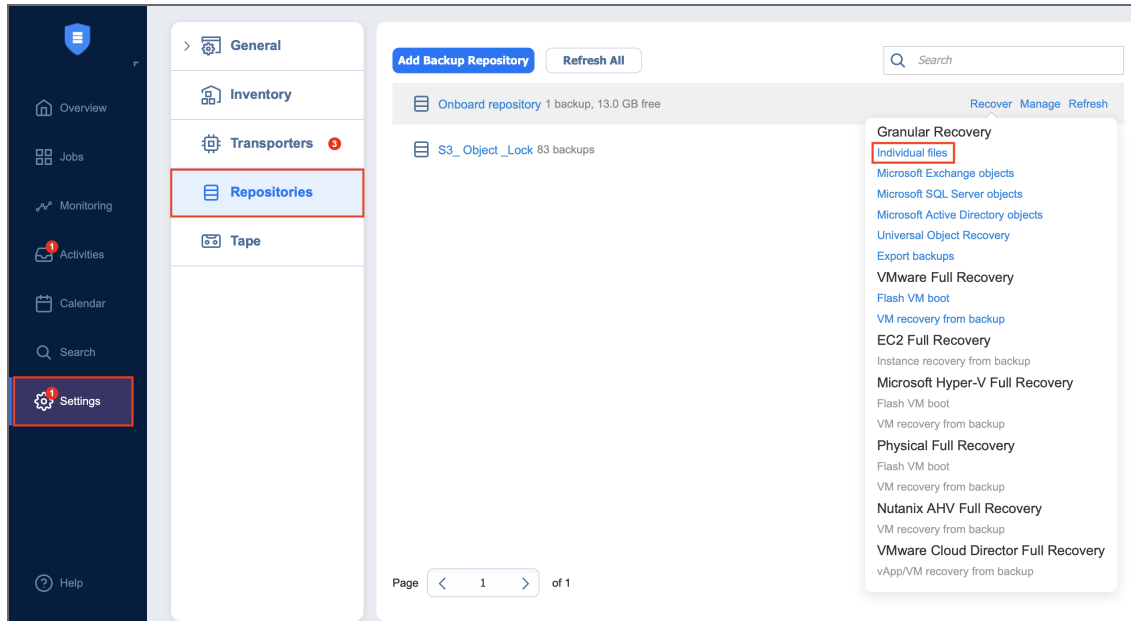 Overview
Jobs
Monitoring
1
Activities
Calendar
Search
1
Settings
Help
General
Inventory
Transporters 3
Repositories
Tape
Add Backup Repository Refresh All Search
Onboard repository 1 backup, 13.0 GB free Recover Manage Refresh
S3_ Object _Lock 83 backups
Granular Recovery
Individual files
Microsoft Exchange objects
Microsoft SQL Server objects
Microsoft Active Directory objects
Universal Object Recovery
Export backups
VMware Full Recovery
Flash VM boot
VM recovery from backup
EC2 Full Recovery
Instance recovery from backup
Microsoft Hyper-V Full Recovery
Flash VM boot
VM recovery from backup
Physical Full Recovery
Flash VM boot
VM recovery from backup
Nutanix AHV Full Recovery
VM recovery from backup
VMware Cloud Director Full Recovery
vApp/VM recovery from backup
Page 1 of 1